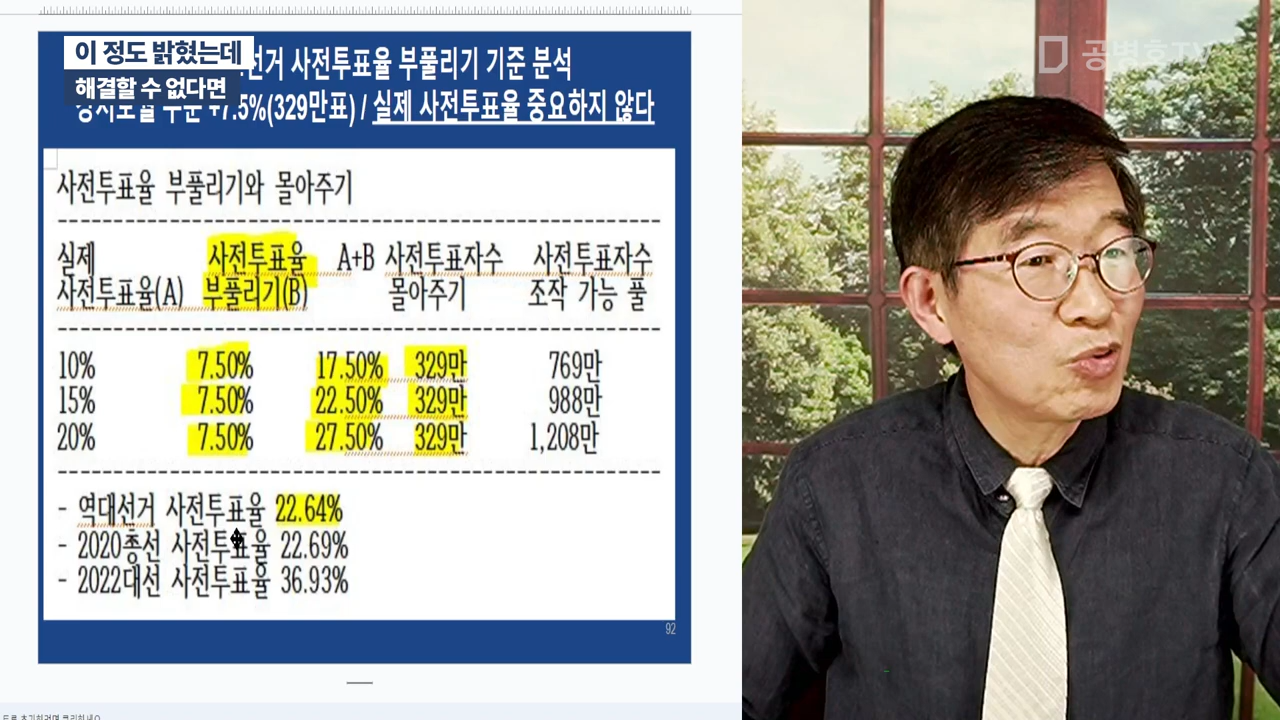 이 정도 밝혔는데
해결할 수 없다면
선거 사전투표율 부풀리기 기준 분석
+7.5%(329만표) / 실제 사전투표율 중요하지 않다
공병호TV
사전투표율 부풀리기와 몰아주기
실제 사전투표율 A+B 사전투표자수 사전투표자수
사전투표율(A) 부풀리기(B) 몰아주기 조작 가능 풀
10% 7.50% 17.50% 329만 769만
15% 7.50% 22.50% 329만 988만
20% 7.50% 27.50% 329만 1,208만
- 역대선거 사전투표율 22.64%
- 2020총선 사전투표율 22.69%
- 2022대선 사전투표율 36.93%
92